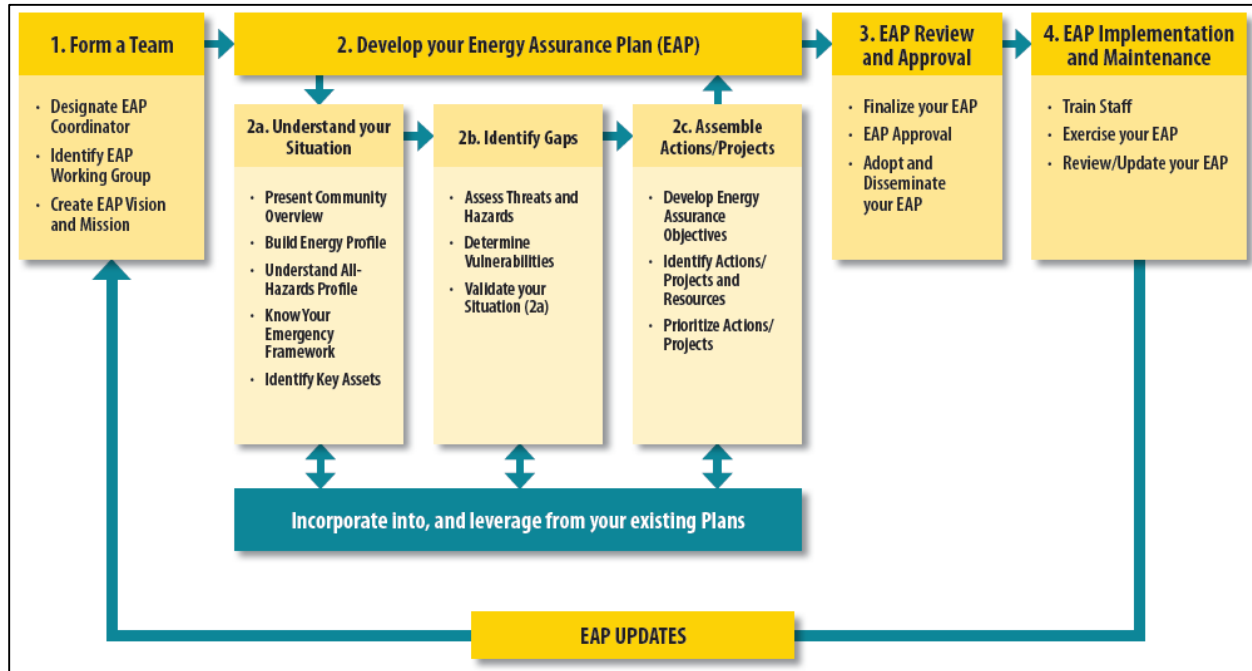 1. Form a Team
• Designate EAP
Coordinator
• Identify EAP
Working Group
• Create EAP Vision
and Mission
2. Develop your Energy Assurance Plan (EAP)
2a. Understand your
Situation
• Present Community
Overview
• Build Energy Profile
• Understand All-
Hazards Profile
• Know Your
Emergency
Framework
• Identify Key Assets
2b. Identify Gaps
• Assess Threats and
Hazards
• Determine
Vulnerabilities
• Validate your
Situation (2a)
2c. Assemble
Actions/Projects
• Develop Energy
Assurance
Objectives
• Identify Actions/
Projects and
Resources
• Prioritize Actions/
Projects
Incorporate into, and leverage from your existing Plans
3. EAP Review
and Approval
• Finalize your EAP
• EAP Approval
• Adopt and
Disseminate
your EAP
4. EAP Implementation
and Maintenance
• Train Staff
• Exercise your EAP
• Review/Update your EAP
EAP UPDATES